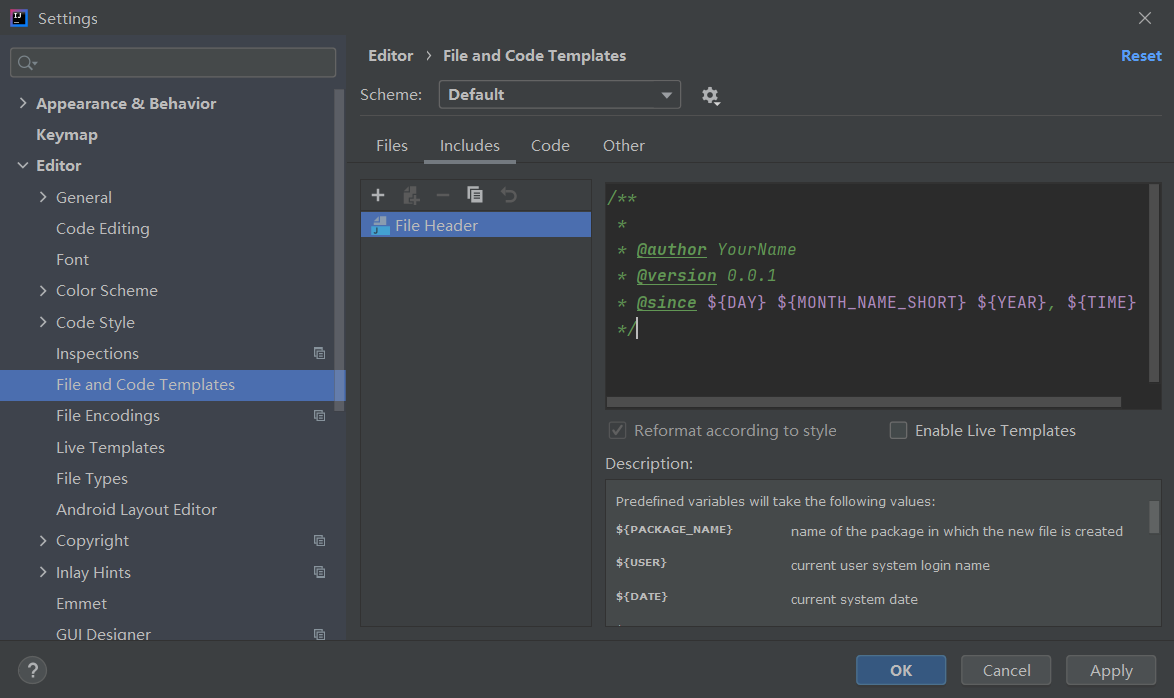 Settings
Editor › File and Code Templates
Reset
Scheme: Default
Appearance & Behavior
Keymap
Editor
General
Code Editing
Font
Color Scheme
Code Style
Inspections
File and Code Templates
File Encodings
Live Templates
File Types
Android Layout Editor
Copyright
Inlay Hints
Emmet
GUI Designer
Files Includes Code Other
File Header
/**
*
* @author YourName
* @version 0.0.1
* @since ${DAY} ${MONTH_NAME_SHORT} ${YEAR}, ${TIME}
*/
Reformat according to style Enable Live Templates
Description:
Predefined variables will take the following values:
${PACKAGE_NAME} name of the package in which the new file is created
${USER} current user system login name
${DATE} current system date
? OK Cancel Apply